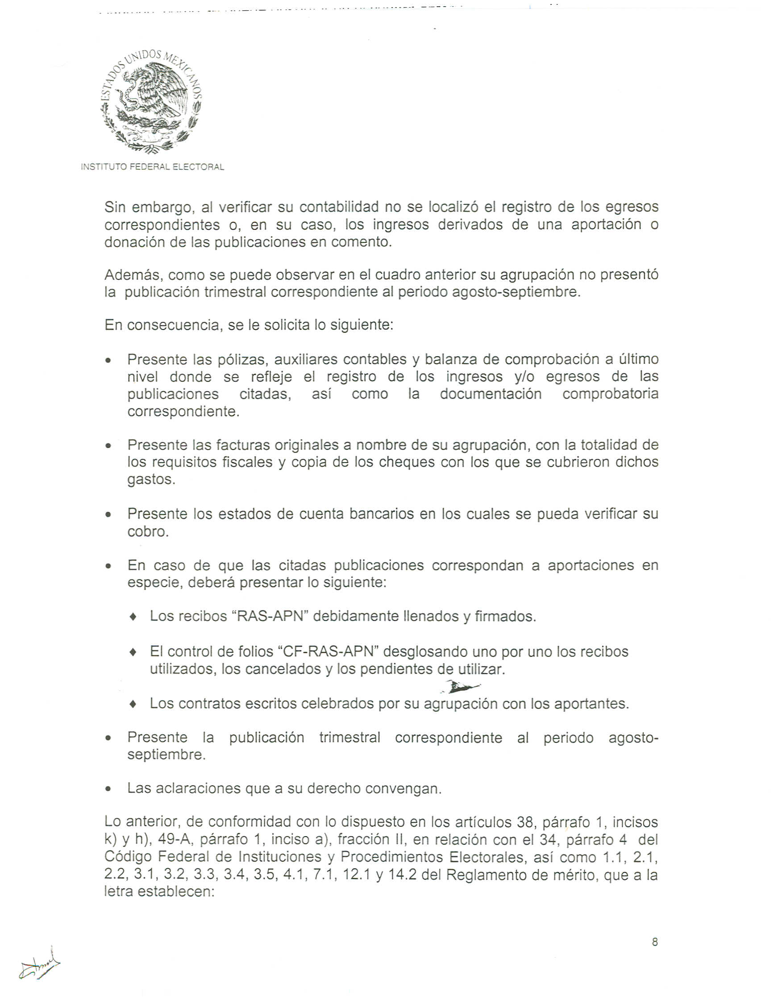 ESTADOS UNIDOS MEXICANOS
INSTITUTO FEDERAL ELECTORAL
Sin embargo, al verificar su contabilidad no se localizó el registro de los egresos
correspondientes o, en su caso, los ingresos derivados de una aportación o
donación de las publicaciones en comento.
Además, como se puede observar en el cuadro anterior su agrupación no presentó
la publicación trimestral correspondiente al periodo agosto-septiembre.
En consecuencia, se le solicita lo siguiente:
• Presente las pólizas, auxiliares contables y balanza de comprobación a último
nivel donde se refleje el registro de los ingresos y/o egresos de las
publicaciones citadas, así como la documentación comprobatoria
correspondiente.
• Presente las facturas originales a nombre de su agrupación, con la totalidad de
los requisitos fiscales y copia de los cheques con los que se cubrieron dichos
gastos.
• Presente los estados de cuenta bancarios en los cuales se pueda verificar su
cobro.
• En caso de que las citadas publicaciones correspondan a aportaciones en
especie, deberá presentar lo siguiente:
♦ Los recibos “RAS-APN” debidamente llenados y firmados.
♦ El control de folios “CF-RAS-APN” desglosando uno por uno los recibos
utilizados, los cancelados y los pendientes de utilizar.
♦ Los contratos escritos celebrados por su agrupación con los aportantes.
• Presente la publicación trimestral correspondiente al periodo agosto-
septiembre.
• Las aclaraciones que a su derecho convengan.
Lo anterior, de conformidad con lo dispuesto en los artículos 38, párrafo 1, incisos
k) y h), 49-A, párrafo 1, inciso a), fracción II, en relación con el 34, párrafo 4 del
Código Federal de Instituciones y Procedimientos Electorales, así como 1.1, 2.1,
2.2, 3.1, 3.2, 3.3, 3.4, 3.5, 4.1, 7.1, 12.1 y 14.2 del Reglamento de mérito, que a la
letra establecen:
8